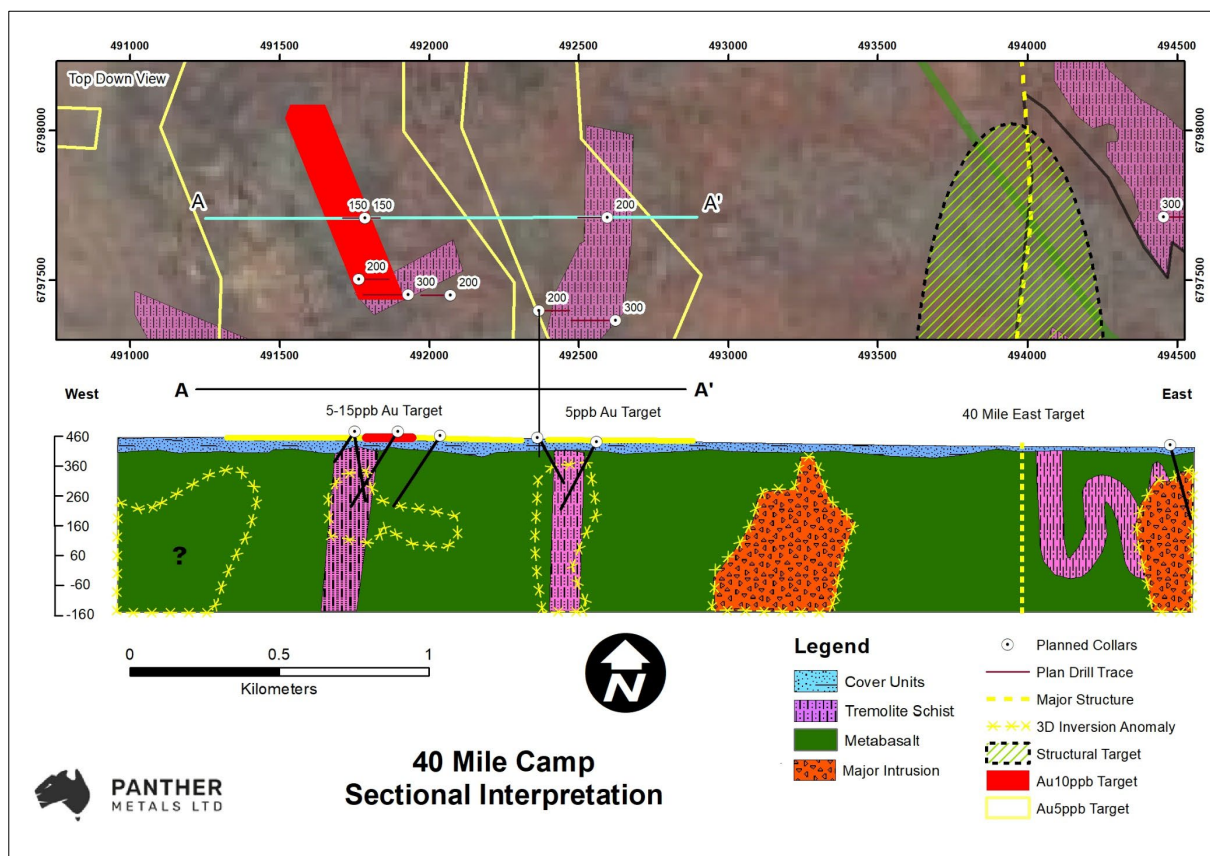 491000 491500 492000 492500 493000 493500 494000 494500
Top Down View
6798000
6798000
A
150 150
200
A'
300
6797500
6797500
200
300
200
200
300
491000 491500 492000 492500 493000 493500 494000 494500
West
A
A'
East
5-15ppb Au Target
5ppb Au Target
40 Mile East Target
460
360
260
160
60
-60
-160
?
0 0.5 1
Kilometers
N
40 Mile Camp
Sectional Interpretation
PANTHER
METALS LTD
Legend
Cover Units
Tremolite Schist
Metabasalt
Major Intrusion
Planned Collars
Plan Drill Trace
Major Structure
3D Inversion Anomaly
Structural Target
Au10ppb Target
Au5ppb Target